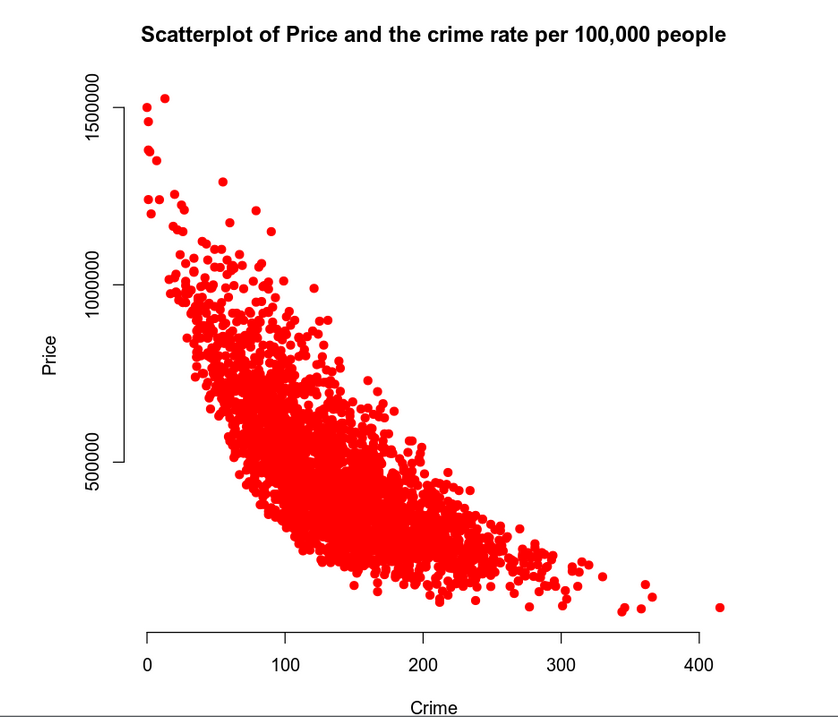 Scatterplot of Price and the crime rate per 100,000 people
Price
1500000
1000000
500000
0 100 200 300 400
Crime